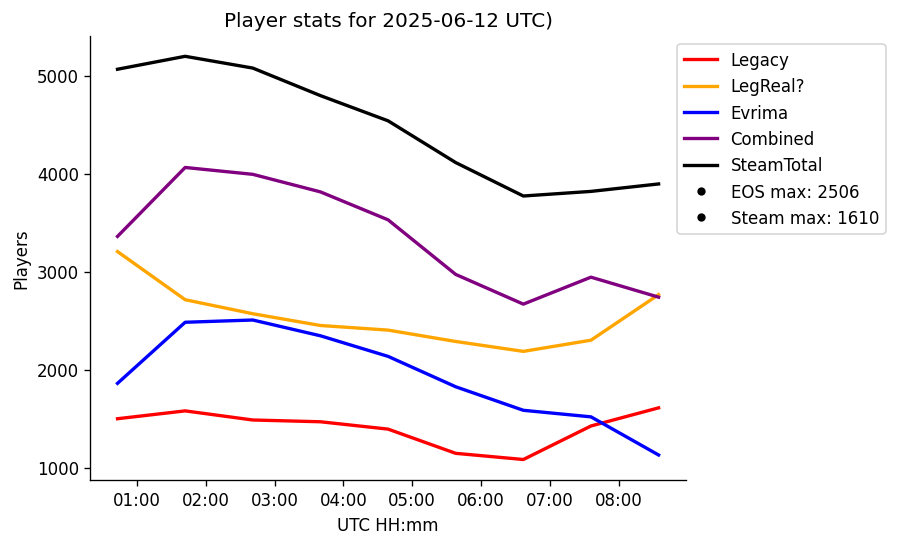 Player stats for 2025-06-12 UTC)
Legacy
LegReal?
Evrima
Combined
SteamTotal
EOS max: 2506
Steam max: 1610
Players
5000
4000
3000
2000
1000
01:00 02:00 03:00 04:00 05:00 06:00 07:00 08:00
UTC HH:mm